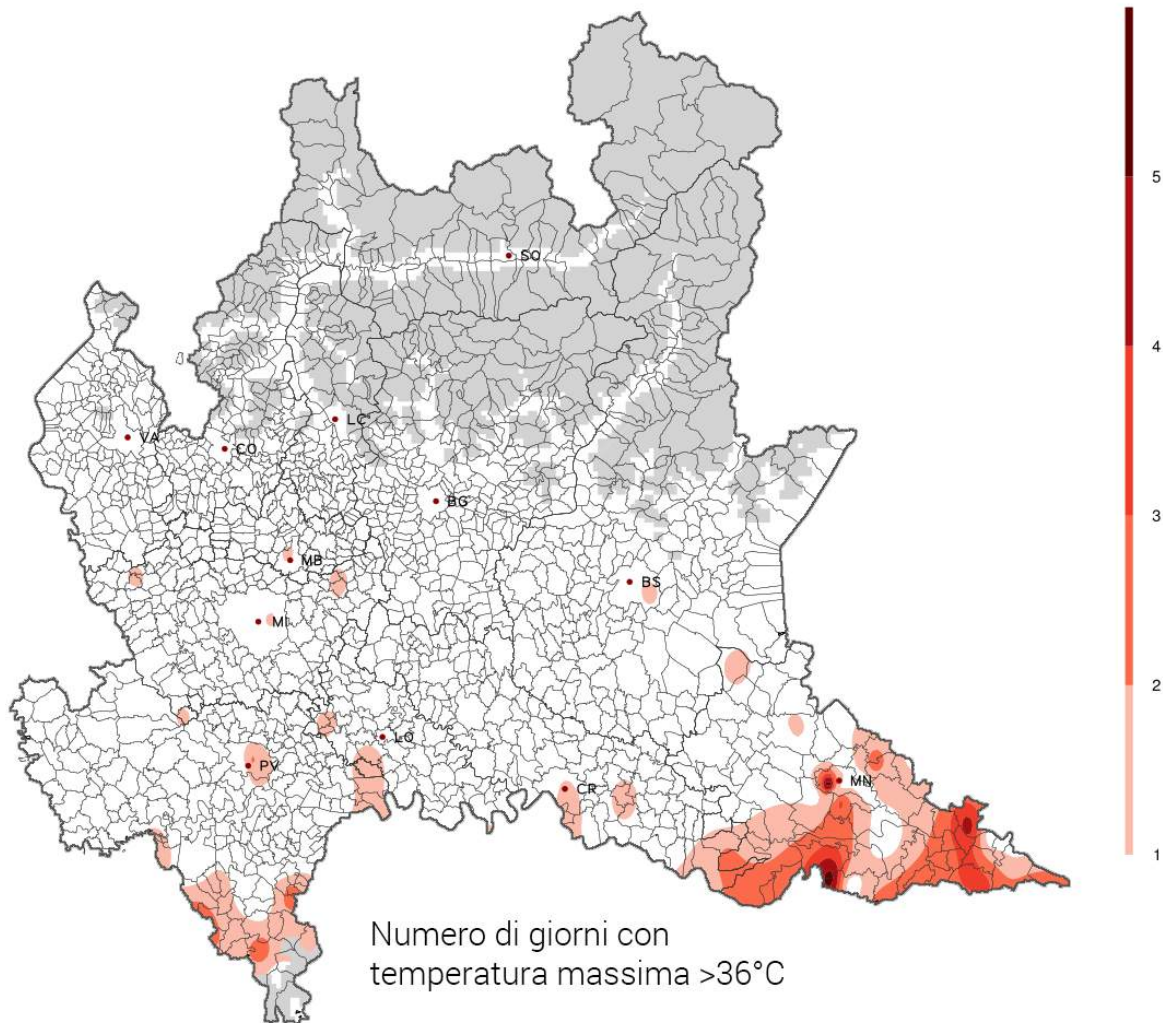 5
SO
4
LC
VA
CO
BG
3
MB
BS
MI
2
LO
PV
MN
CR
1
Numero di giorni con
temperatura massima >36°C